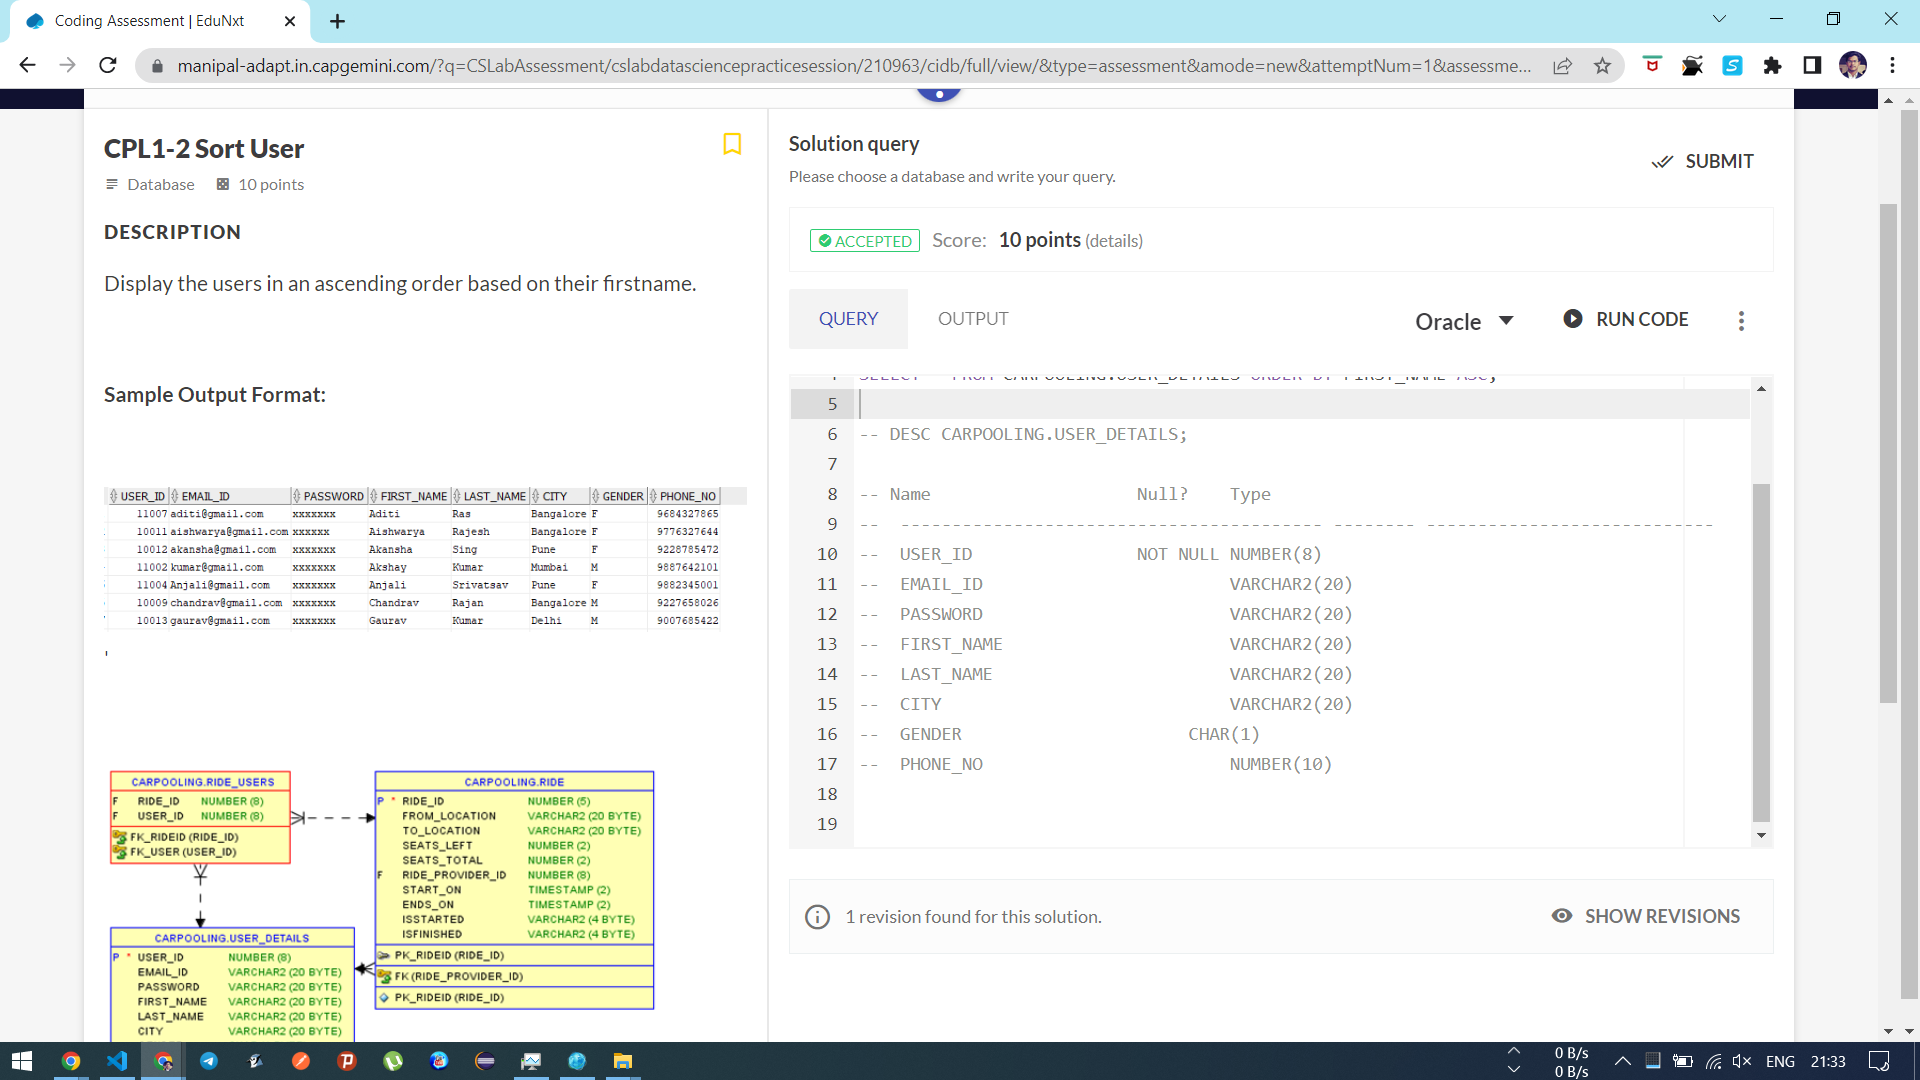 Coding Assessment | EduNxt
manipal-adapt.in.capgemini.com/?q=CSLabAssessment/cslabdatasciencepracticesession/210963/cidb/full/view/&type=assessment&amode=new&attemptNum=1&assessme...
CPL1-2 Sort User
Database 10 points
DESCRIPTION
Display the users in an ascending order based on their firstname.
Sample Output Format:
USER_ID EMAIL_ID PASSWORD FIRST_NAME LAST_NAME CITY GENDER PHONE_NO
11007 aditi@gmail.com xxxxxxx Aditi Ras Bangalore F 9684327865
10011 aishwarya@gmail.com xxxxxx Aishwarya Rajesh Bangalore F 9776327644
10012 akansha@gmail.com xxxxxxx Akansha Sing Pune F 9228785472
11002 kumar@gmail.com xxxxxxx Akshay Kumar Mumbai M 9887642101
11004 Anjali@gmail.com xxxxxxx Anjali Srivatsav Pune F 9882345001
10009 chandrav@gmail.com xxxxxxx Chandrav Rajan Bangalore M 9227658026
10013 gaurav@gmail.com xxxxxxx Gaurav Kumar Delhi M 9007685422
CARPOOLING.RIDE_USERS
F RIDE_ID NUMBER (8)
F USER_ID NUMBER (8)
FK_RIDEID (RIDE_ID)
FK_USER (USER_ID)
CARPOOLING.RIDE
P * RIDE_ID NUMBER (5)
FROM_LOCATION VARCHAR2 (20 BYTE)
TO_LOCATION VARCHAR2 (20 BYTE)
SEATS_LEFT NUMBER (2)
SEATS_TOTAL NUMBER (2)
F RIDE_PROVIDER_ID NUMBER (8)
START_ON TIMESTAMP (2)
ENDS_ON TIMESTAMP (2)
ISSTARTED VARCHAR2 (4 BYTE)
ISFINISHED VARCHAR2 (4 BYTE)
PK_RIDEID (RIDE_ID)
FK (RIDE_PROVIDER_ID)
PK_RIDEID (RIDE_ID)
CARPOOLING.USER_DETAILS
P * USER_ID NUMBER (8)
EMAIL_ID VARCHAR2 (20 BYTE)
PASSWORD VARCHAR2 (20 BYTE)
FIRST_NAME VARCHAR2 (20 BYTE)
LAST_NAME VARCHAR2 (20 BYTE)
CITY VARCHAR2 (20 BYTE)
Solution query
Please choose a database and write your query.
SUBMIT
ACCEPTED Score: 10 points (details)
QUERY OUTPUT Oracle RUN CODE
4 SELECT * FROM CARPOOLING.USER_DETAILS ORDER BY FIRST_NAME ASC;
5
6 -- DESC CARPOOLING.USER_DETAILS;
7
8 -- Name Null? Type
9 -- ----------------------------------------- -------- ----------------------------
10 -- USER_ID NOT NULL NUMBER(8)
11 -- EMAIL_ID VARCHAR2(20)
12 -- PASSWORD VARCHAR2(20)
13 -- FIRST_NAME VARCHAR2(20)
14 -- LAST_NAME VARCHAR2(20)
15 -- CITY VARCHAR2(20)
16 -- GENDER CHAR(1)
17 -- PHONE_NO NUMBER(10)
18
19
1 revision found for this solution. SHOW REVISIONS
0 B/s
0 B/s
ENG 21:33